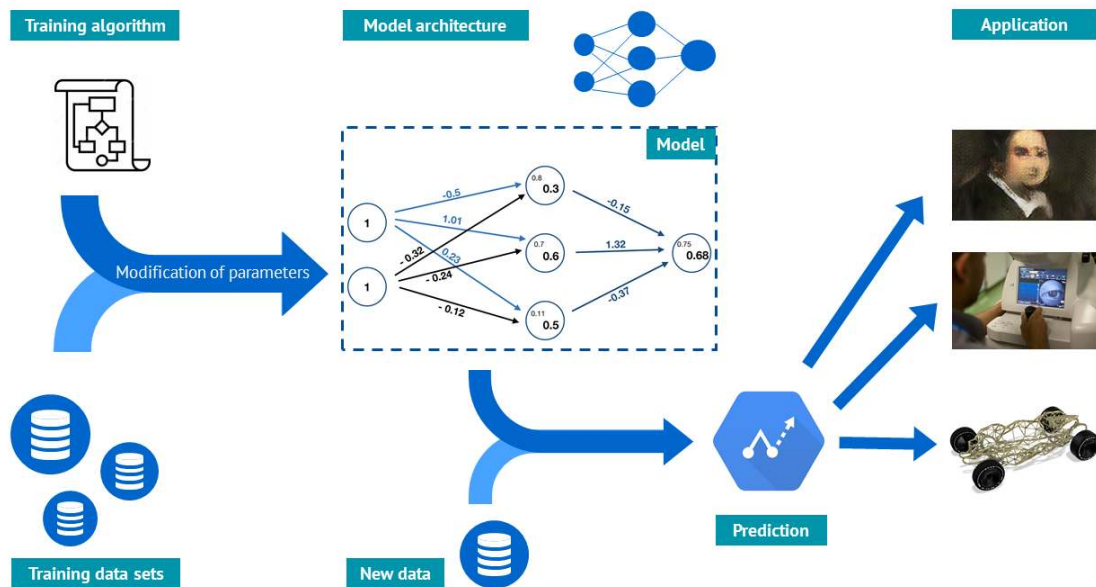 Training algorithm
Model architecture
Application
Model
Modification of parameters
1
1
-0.5
1.01
0.23
- 0.32
- 0.24
- 0.12
0.8
0.3
0.7
0.6
0.11
0.5
-0.15
1.32
-0.37
0.75
0.68
Prediction
Training data sets
New data